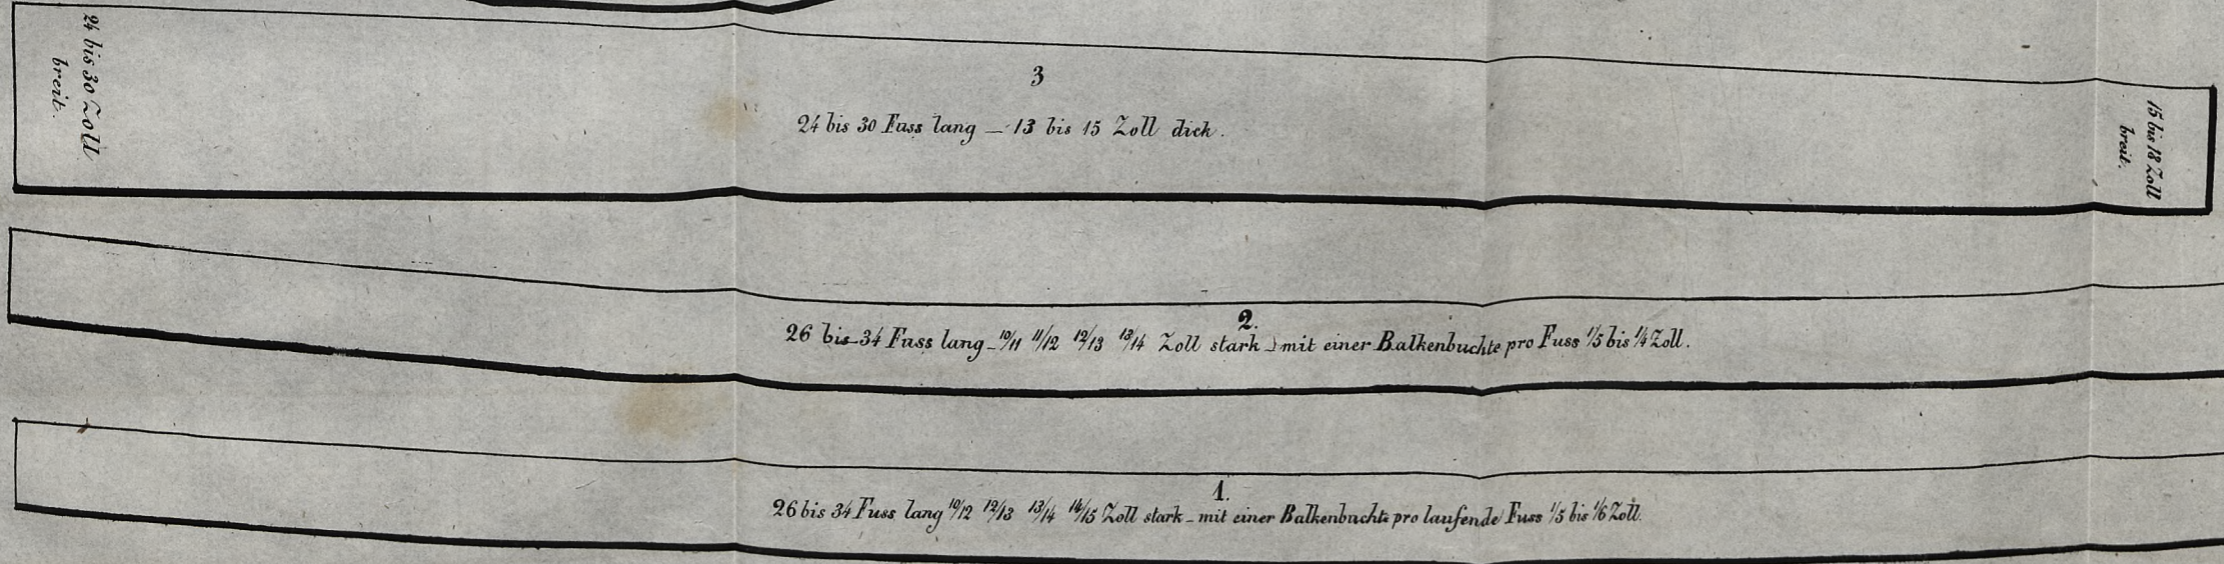 24 bis 30 Zoll
breit.
3
24 bis 30 Fuss lang — 13 bis 15 Zoll dick.
15 bis 18 Zoll
breit.
2.
26 bis 34 Fuss lang - 10/11 11/12 12/13 13/14 Zoll stark - mit einer Balkenbuchte pro Fuss 1/5 bis 1/4 Zoll.
1.
26 bis 34 Fuss lang 10/12 12/13 13/14 14/15 Zoll stark - mit einer Balkenbuchte pro laufende Fuss 1/5 bis 1/6 Zoll.